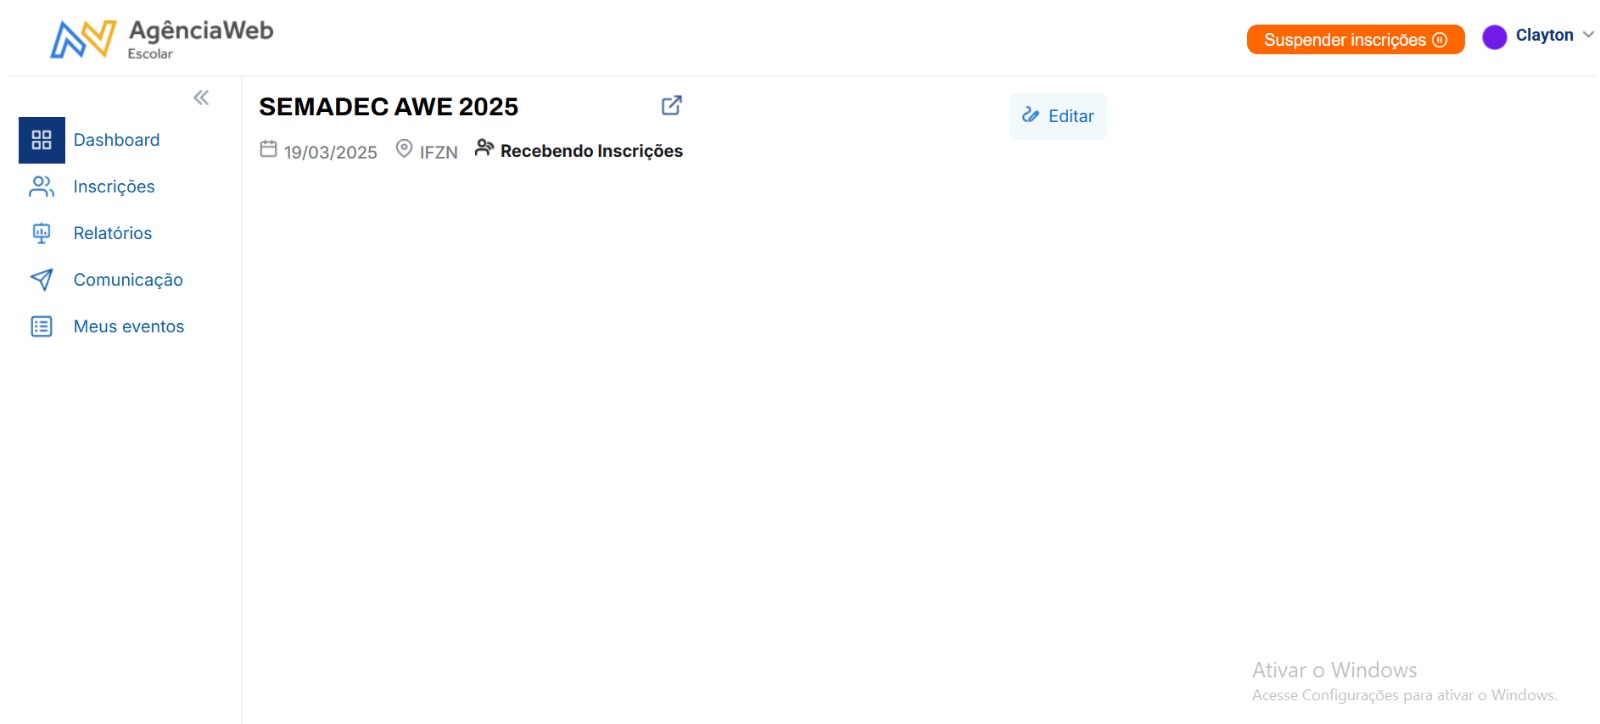 AgênciaWeb
Escolar
Suspender inscrições
Clayton
Dashboard
Inscrições
Relatórios
Comunicação
Meus eventos
SEMADEC AWE 2025
Editar
19/03/2025 IFZN Recebendo Inscrições
Ativar o Windows
Acesse Configurações para ativar o Windows.